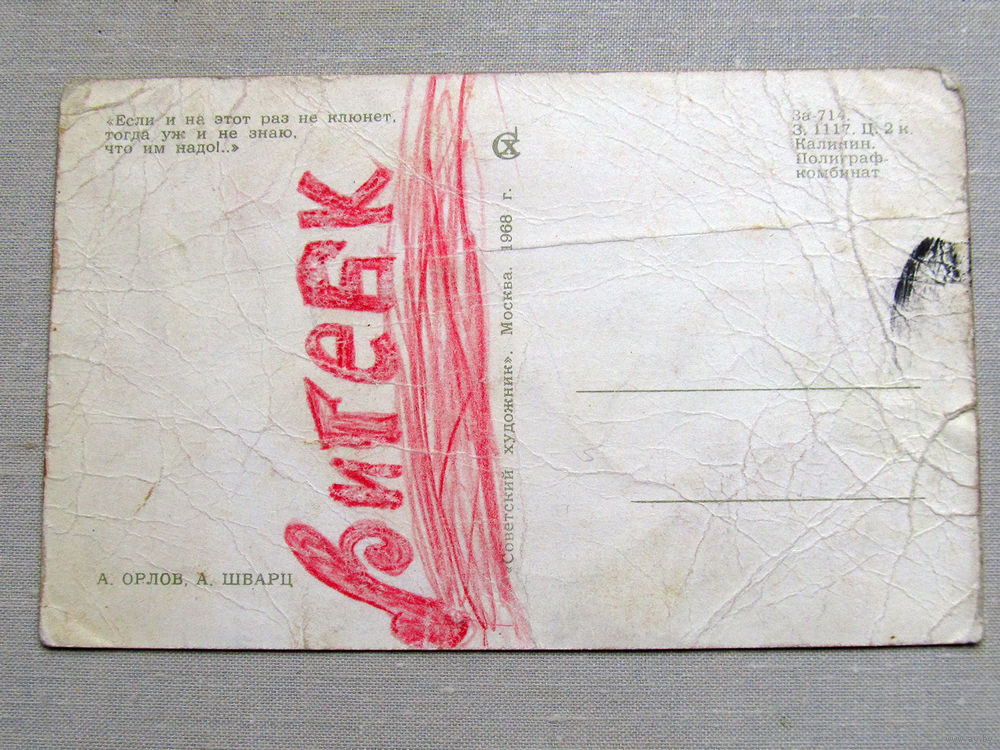 «Если и на этот раз не клюнет,
тогда уж и не знаю,
что им надо!..»
А. ОРЛОВ, А. ШВАРЦ
Витебк
«Советский художник». Москва. 1968 г.
За-714.
З. 1117. Ц. 2 к.
Калинин.
Полиграф-
комбинат